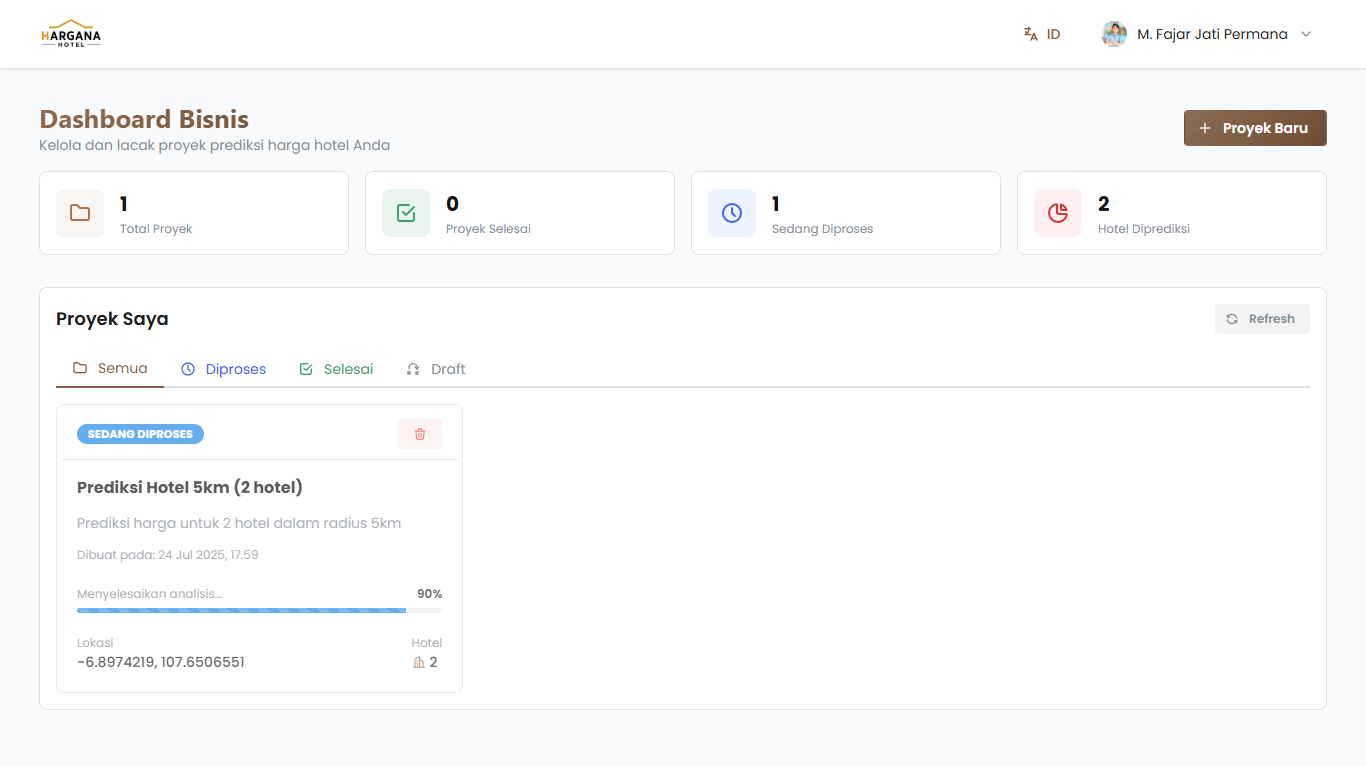 HARGANA
HOTEL
ID
M. Fajar Jati Permana
Dashboard Bisnis
Kelola dan lacak proyek prediksi harga hotel Anda
Proyek Baru
1
Total Proyek
0
Proyek Selesai
1
Sedang Diproses
2
Hotel Diprediksi
Proyek Saya
Refresh
Semua
Diproses
Selesai
Draft
SEDANG DIPROSES
Prediksi Hotel 5km (2 hotel)
Prediksi harga untuk 2 hotel dalam radius 5km
Dibuat pada: 24 Jul 2025, 17.59
Menyelesaikan analisis... 90%
Lokasi Hotel
-6.8974219, 107.6506551 2